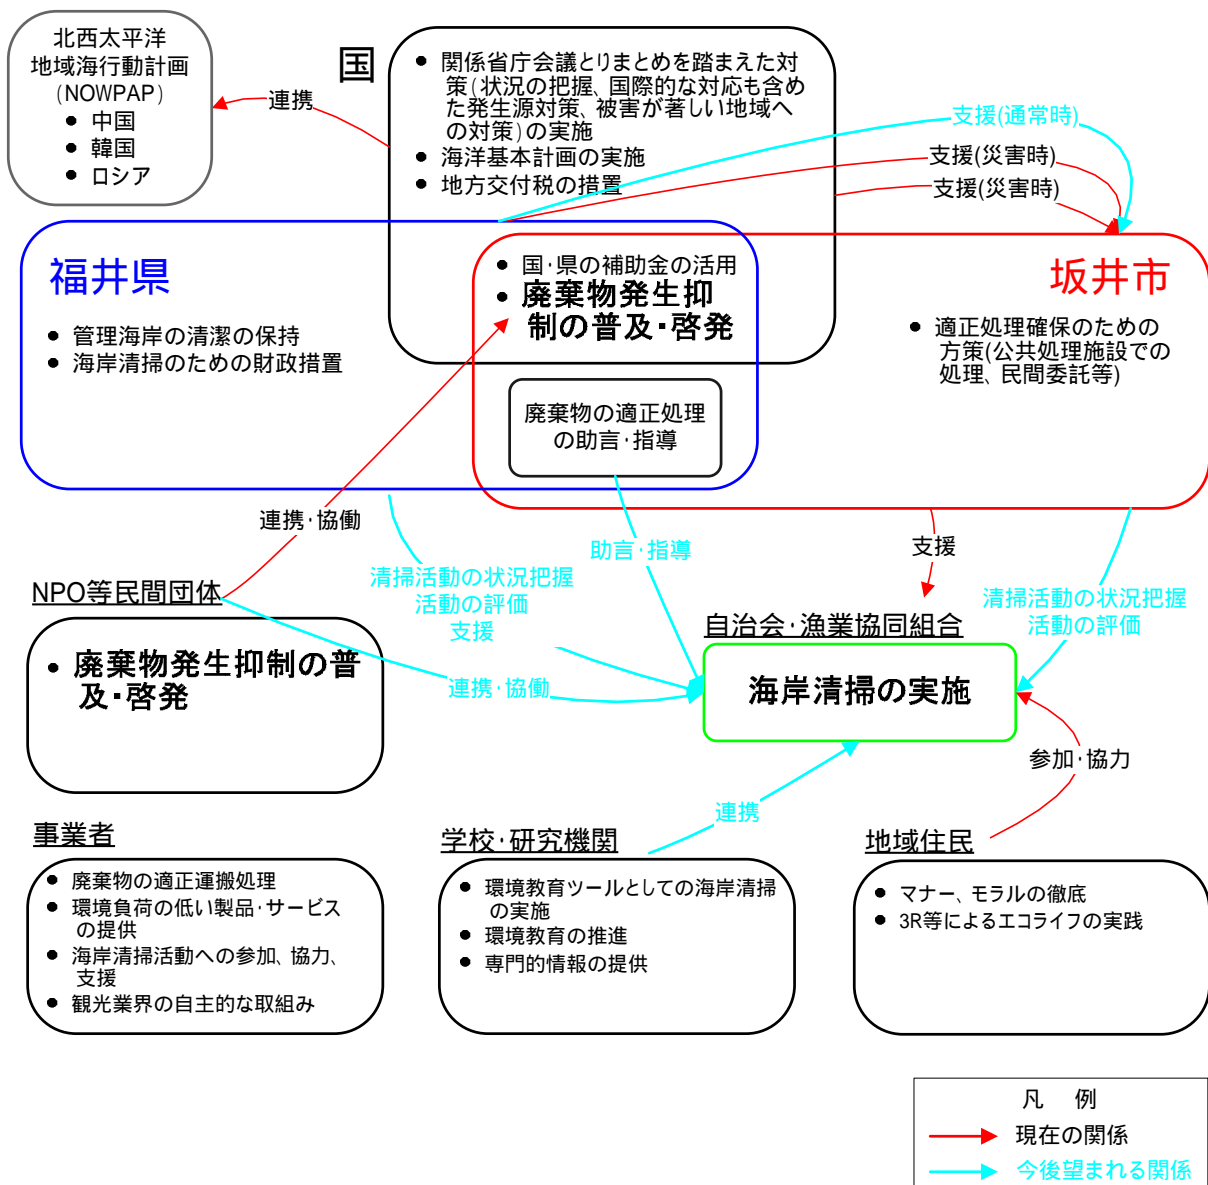 北西太平洋
地域海行動計画
(NOWPAP)
● 中国
● 韓国
● ロシア
連携
国
● 関係省庁会議とりまとめを踏まえた対
策(状況の把握、国際的な対応も含め
た発生源対策、被害が著しい地域へ
の対策)の実施
● 海洋基本計画の実施
● 地方交付税の措置
支援(通常時)
支援(災害時)
支援(災害時)
福井県
● 管理海岸の清潔の保持
● 海岸清掃のための財政措置
● 国・県の補助金の活用
● 廃棄物発生抑
制の普及・啓発
廃棄物の適正処理
の助言・指導
坂井市
● 適正処理確保のための
方策(公共処理施設での
処理、民間委託等)
連携・協働
清掃活動の状況把握
活動の評価
支援
助言・指導
支援
清掃活動の状況把握
活動の評価
NPO等民間団体
● 廃棄物発生抑制の普
及・啓発
連携・協働
自治会・漁業協同組合
海岸清掃の実施
参加・協力
連携
事業者
● 廃棄物の適正運搬処理
● 環境負荷の低い製品・サービス
の提供
● 海岸清掃活動への参加、協力、
支援
● 観光業界の自主的な取組み
学校・研究機関
● 環境教育ツールとしての海岸清掃
の実施
● 環境教育の推進
● 専門的情報の提供
地域住民
● マナー、モラルの徹底
● 3R等によるエコライフの実践
凡 例
現在の関係
今後望まれる関係